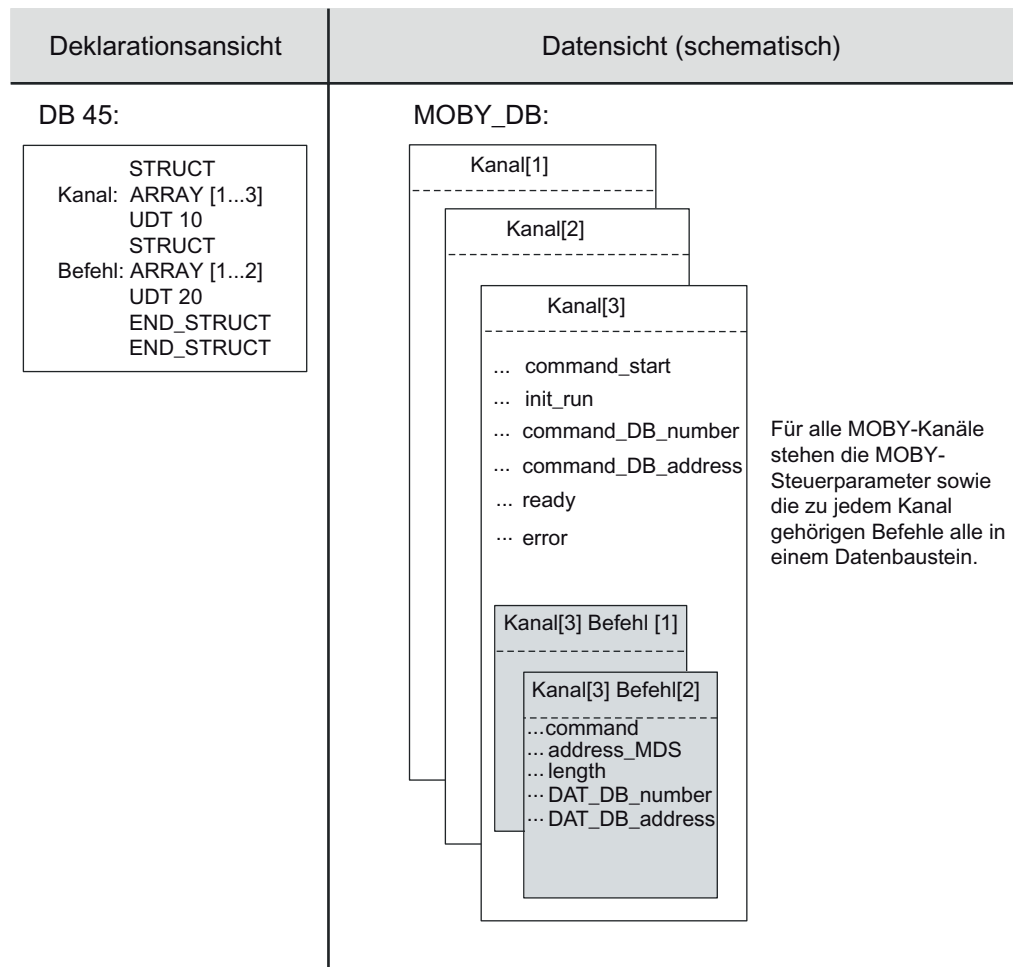 Deklarationsansicht
Datensicht (schematisch)
DB 45:
STRUCT
Kanal: ARRAY [1...3]
UDT 10
STRUCT
Befehl: ARRAY [1...2]
UDT 20
END_STRUCT
END_STRUCT
MOBY_DB:
Kanal[1]
Kanal[2]
Kanal[3]
... command_start
... init_run
... command_DB_number
... command_DB_address
... ready
... error
Kanal[3] Befehl [1]
Kanal[3] Befehl[2]
...command
... address_MDS
... length
... DAT_DB_number
... DAT_DB_address
Für alle MOBY-Kanäle
stehen die MOBY-
Steuerparameter sowie
die zu jedem Kanal
gehörigen Befehle alle in
einem Datenbaustein.